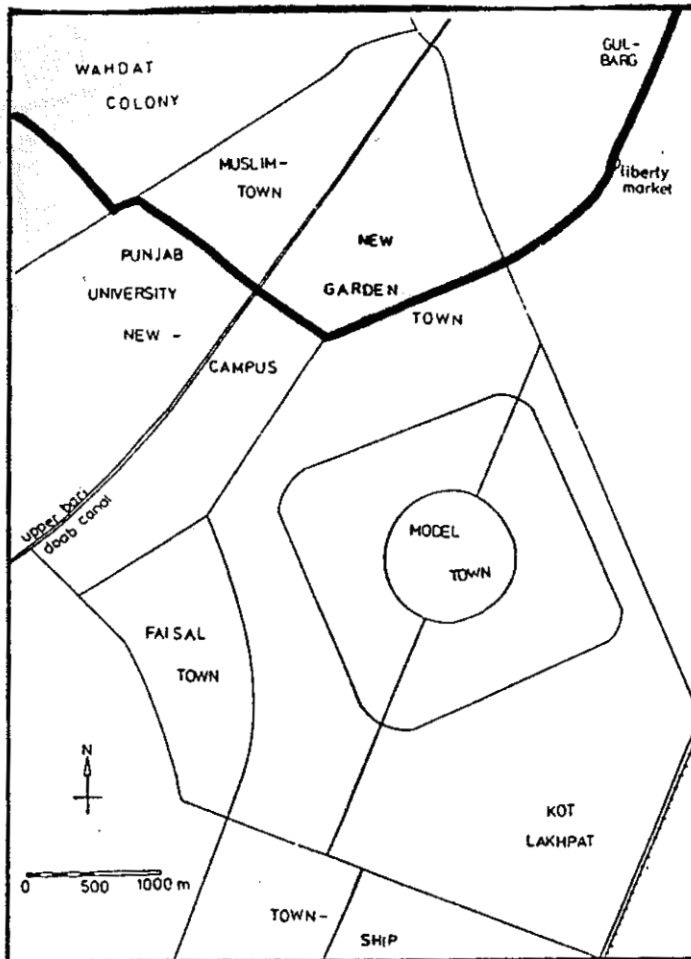 WAHDAT
COLONY
GUL-
BARG
MUSLIM-
TOWN
liberty
market
PUNJAB
UNIVERSITY
NEW -
CAMPUS
NEW
GARDEN
TOWN
upper bari
doab canal
MODEL
TOWN
FAISAL
TOWN
N
KOT
LAKHPAT
0 500 1000 m
TOWN-
SHIP